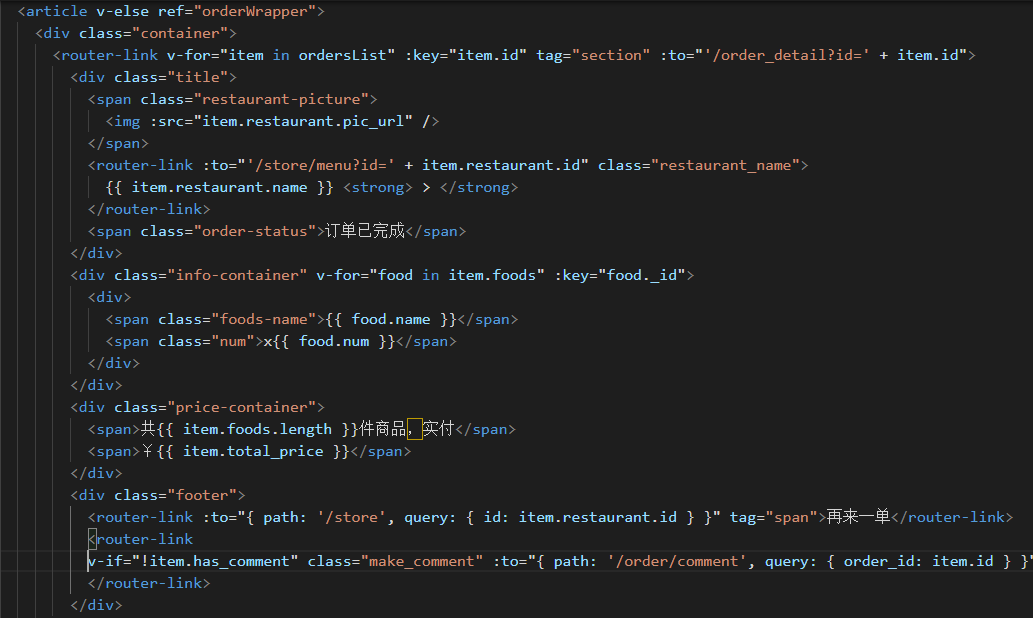 <article v-else ref="orderWrapper">
<div class="container">
<router-link v-for="item in ordersList" :key="item.id" tag="section" :to="'/order_detail?id=' + item.id">
<div class="title">
<span class="restaurant-picture">
<img :src="item.restaurant.pic_url" />
</span>
<router-link :to="'/store/menu?id=' + item.restaurant.id" class="restaurant_name">
{{ item.restaurant.name }} <strong> > </strong>
</router-link>
<span class="order-status">订单已完成</span>
</div>
<div class="info-container" v-for="food in item.foods" :key="food._id">
<div>
<span class="foods-name">{{ food.name }}</span>
<span class="num">x{{ food.num }}</span>
</div>
</div>
<div class="price-container">
<span>共{{ item.foods.length }}件商品，实付</span>
<span>¥{{ item.total_price }}</span>
</div>
<div class="footer">
<router-link :to="{ path: '/store', query: { id: item.restaurant.id } }" tag="span">再来一单</router-link>
<router-link
v-if="!item.has_comment" class="make_comment" :to="{ path: '/order/comment', query: { order_id: item.id } }"
</router-link>
</div>